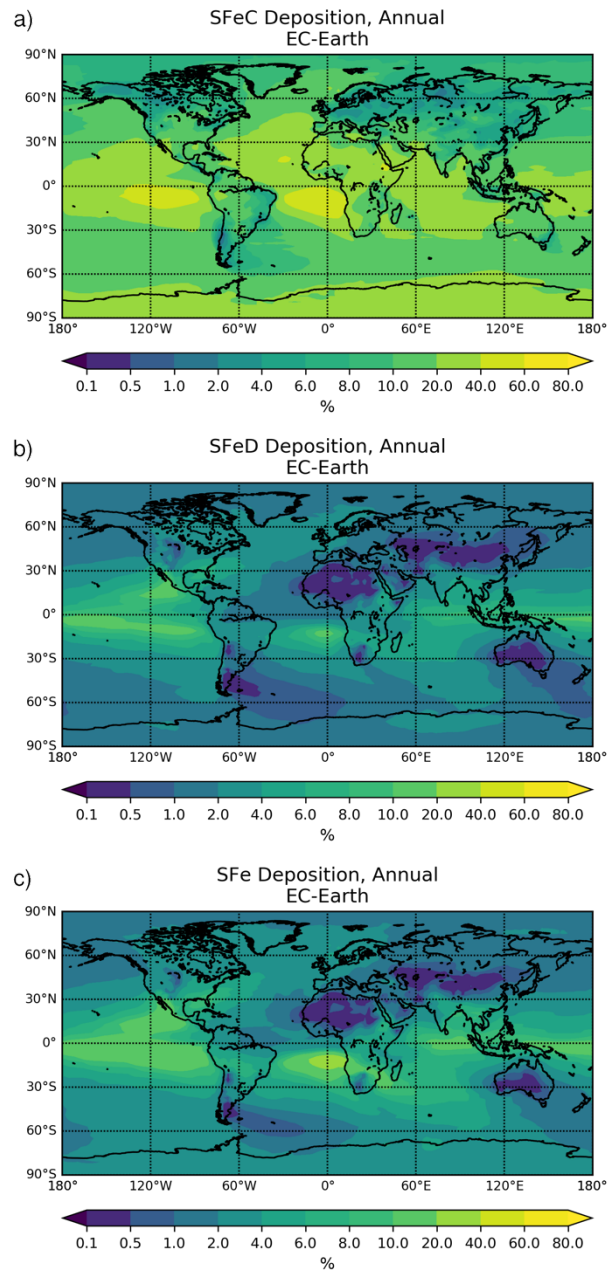 a)
SFeC Deposition, Annual
EC-Earth
90°N
60°N
30°N
0°
30°S
60°S
90°S
180° 120°W 60°W 0° 60°E 120°E 180°
0.1 0.5 1.0 2.0 4.0 6.0 8.0 10.0 20.0 40.0 60.0 80.0
%
b)
SFeD Deposition, Annual
EC-Earth
90°N
60°N
30°N
0°
30°S
60°S
90°S
180° 120°W 60°W 0° 60°E 120°E 180°
0.1 0.5 1.0 2.0 4.0 6.0 8.0 10.0 20.0 40.0 60.0 80.0
%
c)
SFe Deposition, Annual
EC-Earth
90°N
60°N
30°N
0°
30°S
60°S
90°S
180° 120°W 60°W 0° 60°E 120°E 180°
0.1 0.5 1.0 2.0 4.0 6.0 8.0 10.0 20.0 40.0 60.0 80.0
%